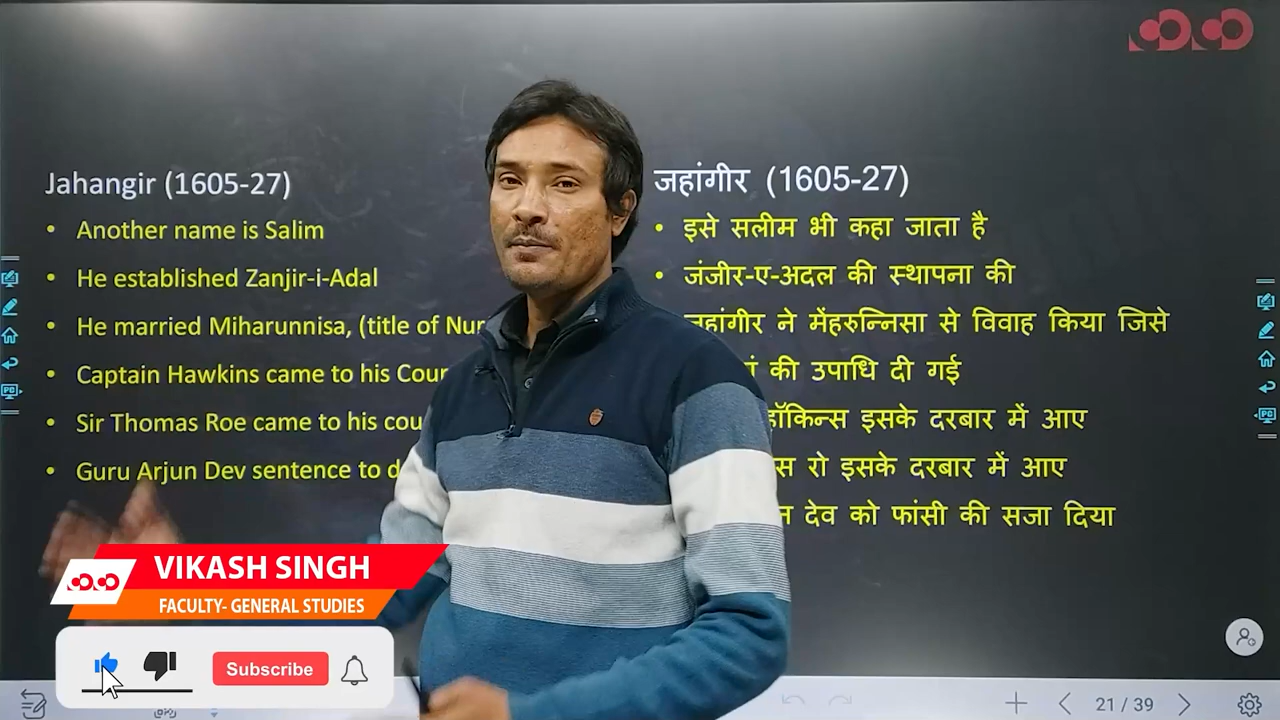 Jahangir (1605-27)
• Another name is Salim
• He established Zanjir-i-Adal
• He married Miharunnisa, (title of Nur
• Captain Hawkins came to his Cour
• Sir Thomas Roe came to his cou
• Guru Arjun Dev sentence to d
जहांगीर (1605-27)
• इसे सलीम भी कहा जाता है
• जंजीर-ए-अदल की स्थापना की
जहांगीर ने मेंहरुन्निसा से विवाह किया जिसे
की उपाधि दी गई
हॉकिन्स इसके दरबार में आए
रो इसके दरबार में आए
देव को फांसी की सजा दिया
VIKASH SINGH
FACULTY- GENERAL STUDIES
Subscribe
21 / 39